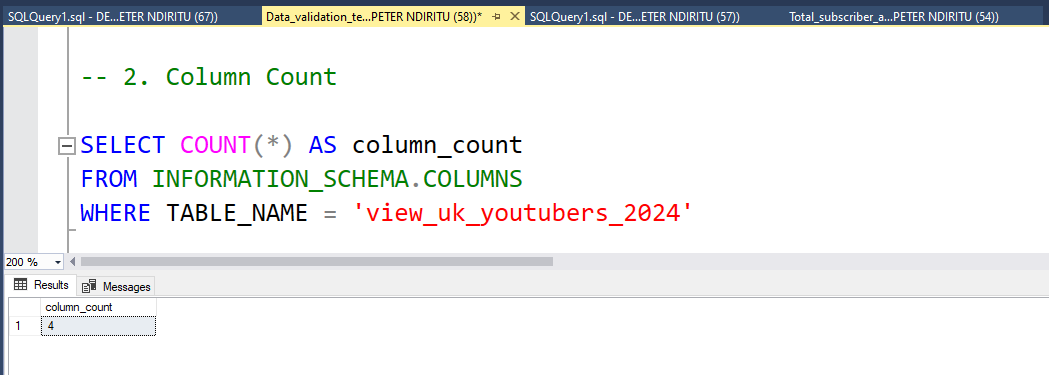 SQLQuery1.sql - DE...ETER NDIRITU (67)) Data_validation_te...PETER NDIRITU (58))* SQLQuery1.sql - DE...ETER NDIRITU (57)) Total_subscriber_a...PETER NDIRITU (54))
-- 2. Column Count
SELECT COUNT(*) AS column_count
FROM INFORMATION_SCHEMA.COLUMNS
WHERE TABLE_NAME = 'view_uk_youtubers_2024'
200 %
Results Messages
column_count
1 4